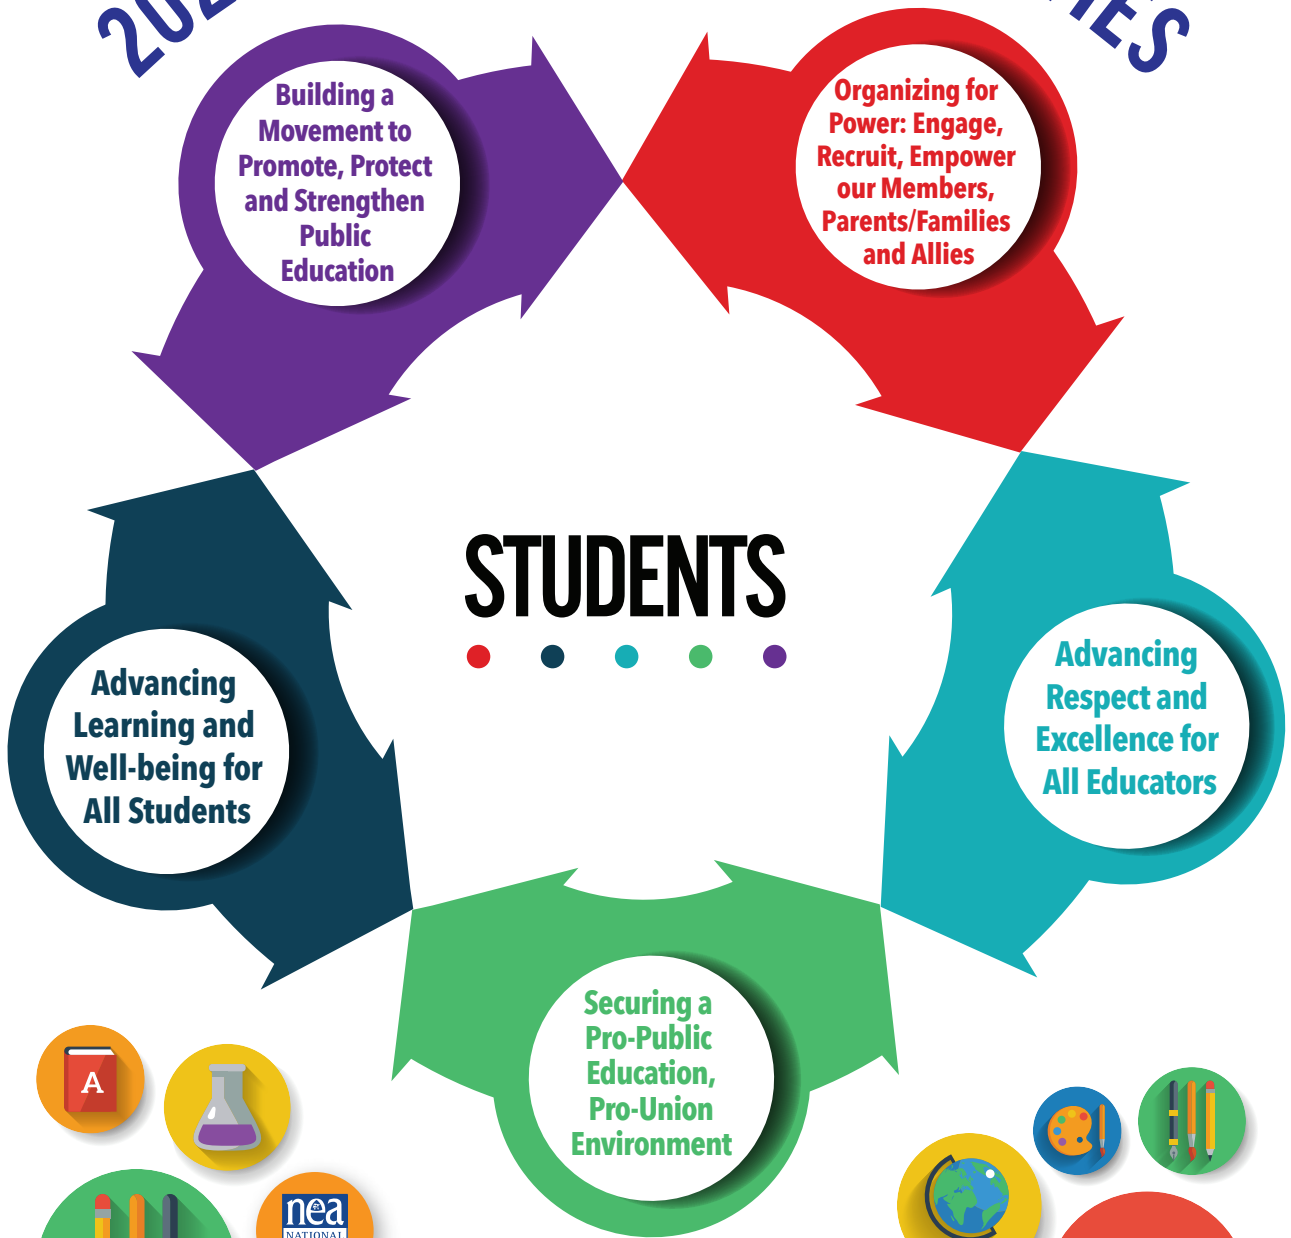 Building a
Movement to
Promote, Protect
and Strengthen
Public
Education
Organizing for
Power: Engage,
Recruit, Empower
our Members,
Parents/Families
and Allies
STUDENTS
Advancing
Learning and
Well-being for
All Students
Advancing
Respect and
Excellence for
All Educators
Securing a
Pro-Public
Education,
Pro-Union
Environment
A
nea
NATIONAL